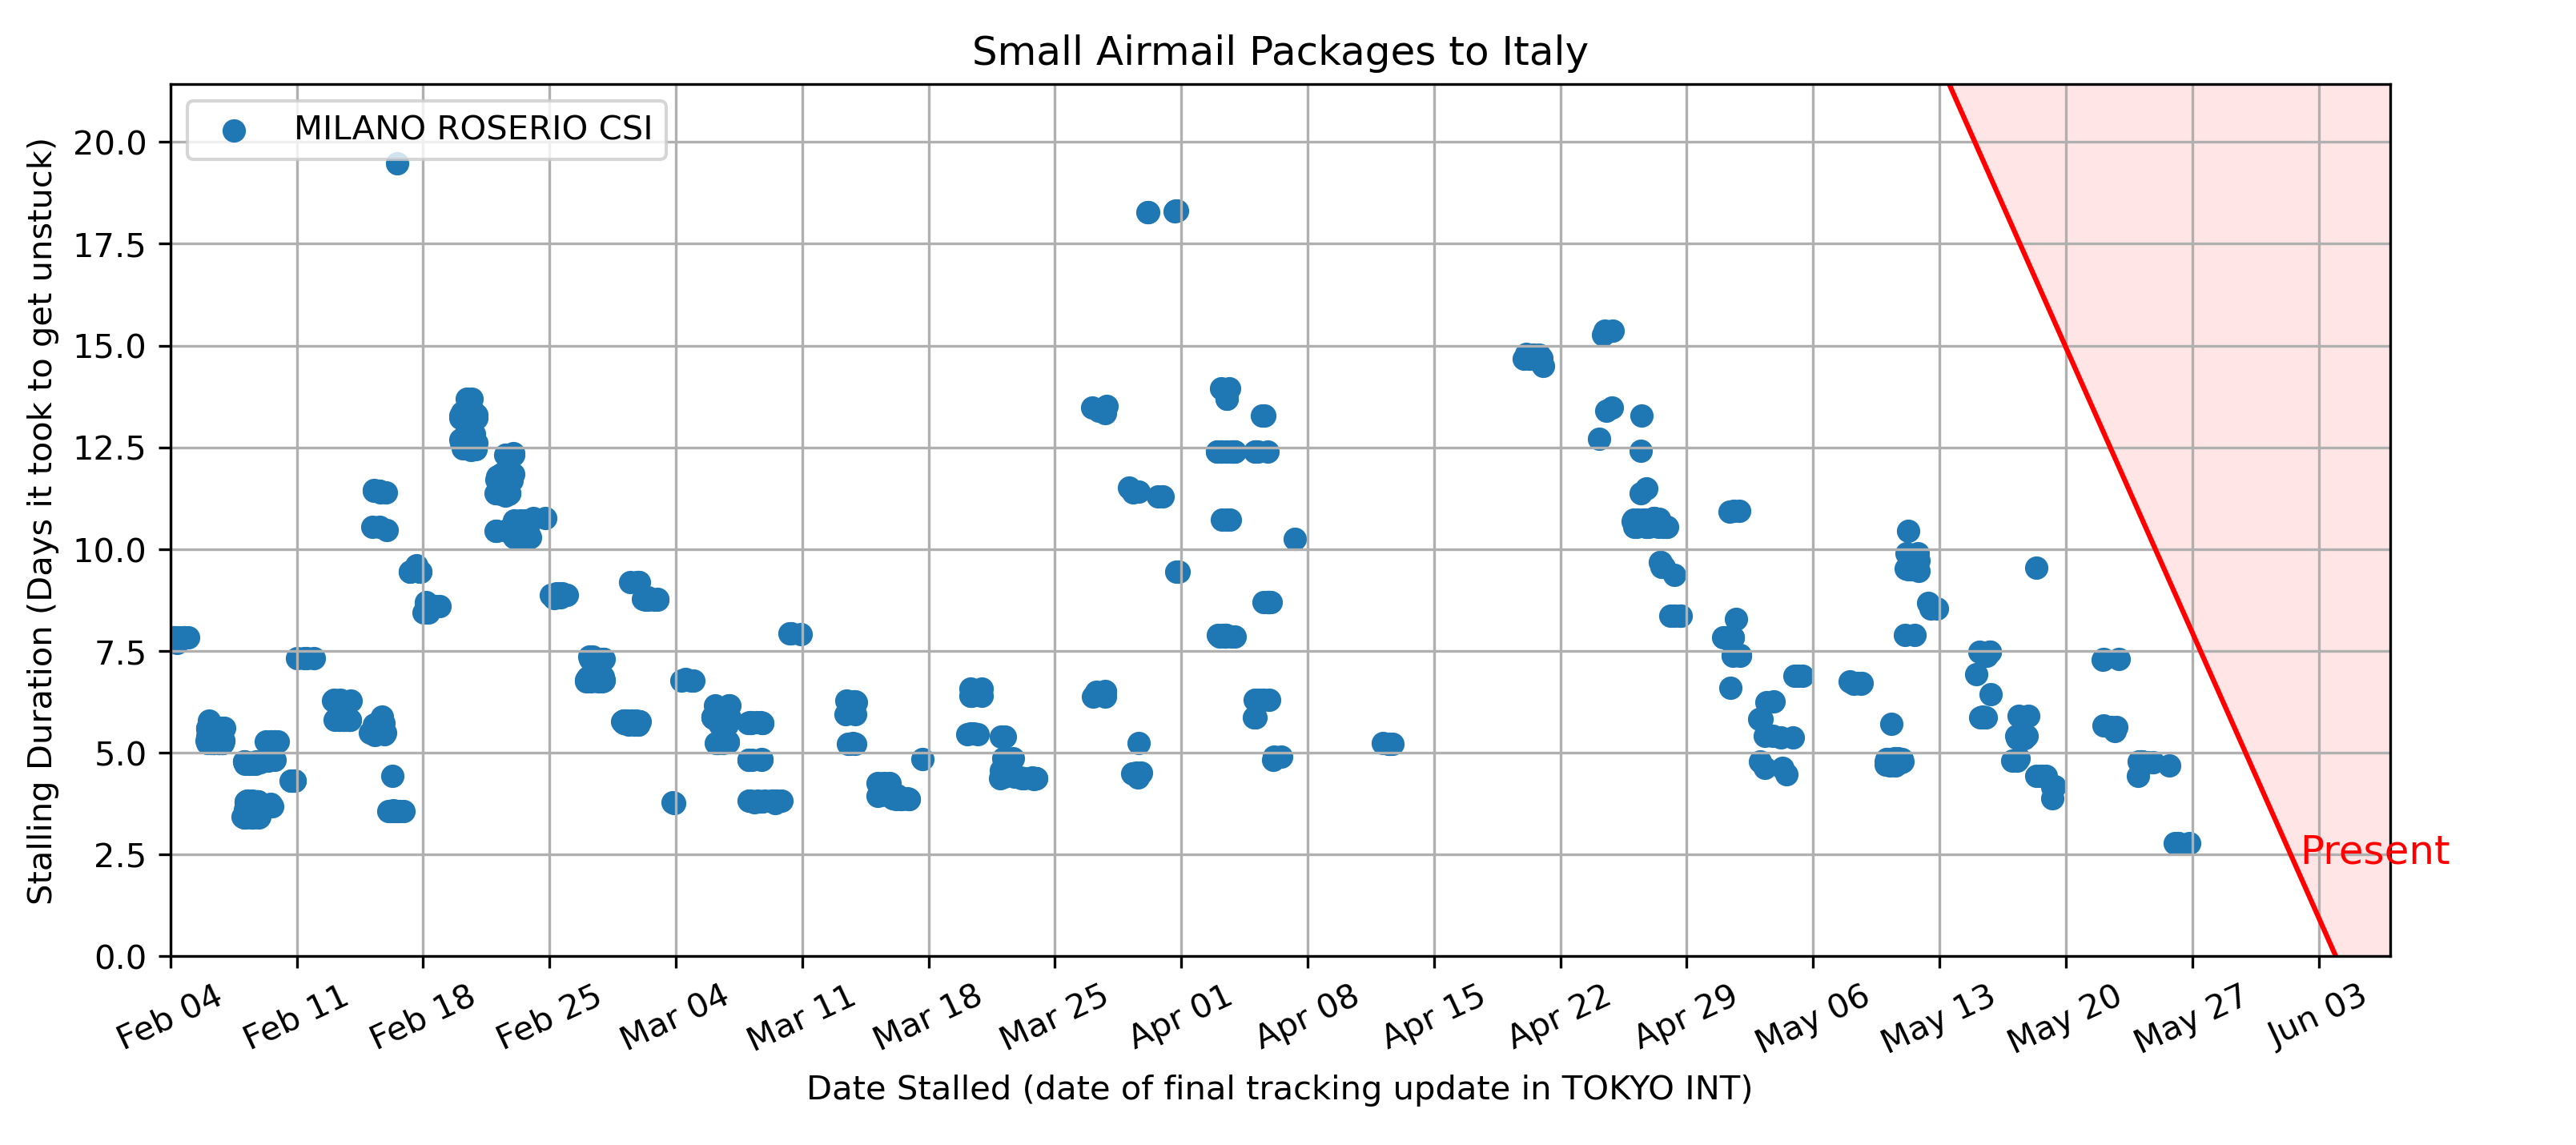 Small Airmail Packages to Italy
MILANO ROSERIO CSI
Stalling Duration (Days it took to get unstuck)
20.0
17.5
15.0
12.5
10.0
7.5
5.0
2.5
0.0
Present
Feb 04
Feb 11
Feb 18
Feb 25
Mar 04
Mar 11
Mar 18
Mar 25
Apr 01
Apr 08
Apr 15
Apr 22
Apr 29
May 06
May 13
May 20
May 27
Jun 03
Date Stalled (date of final tracking update in TOKYO INT)